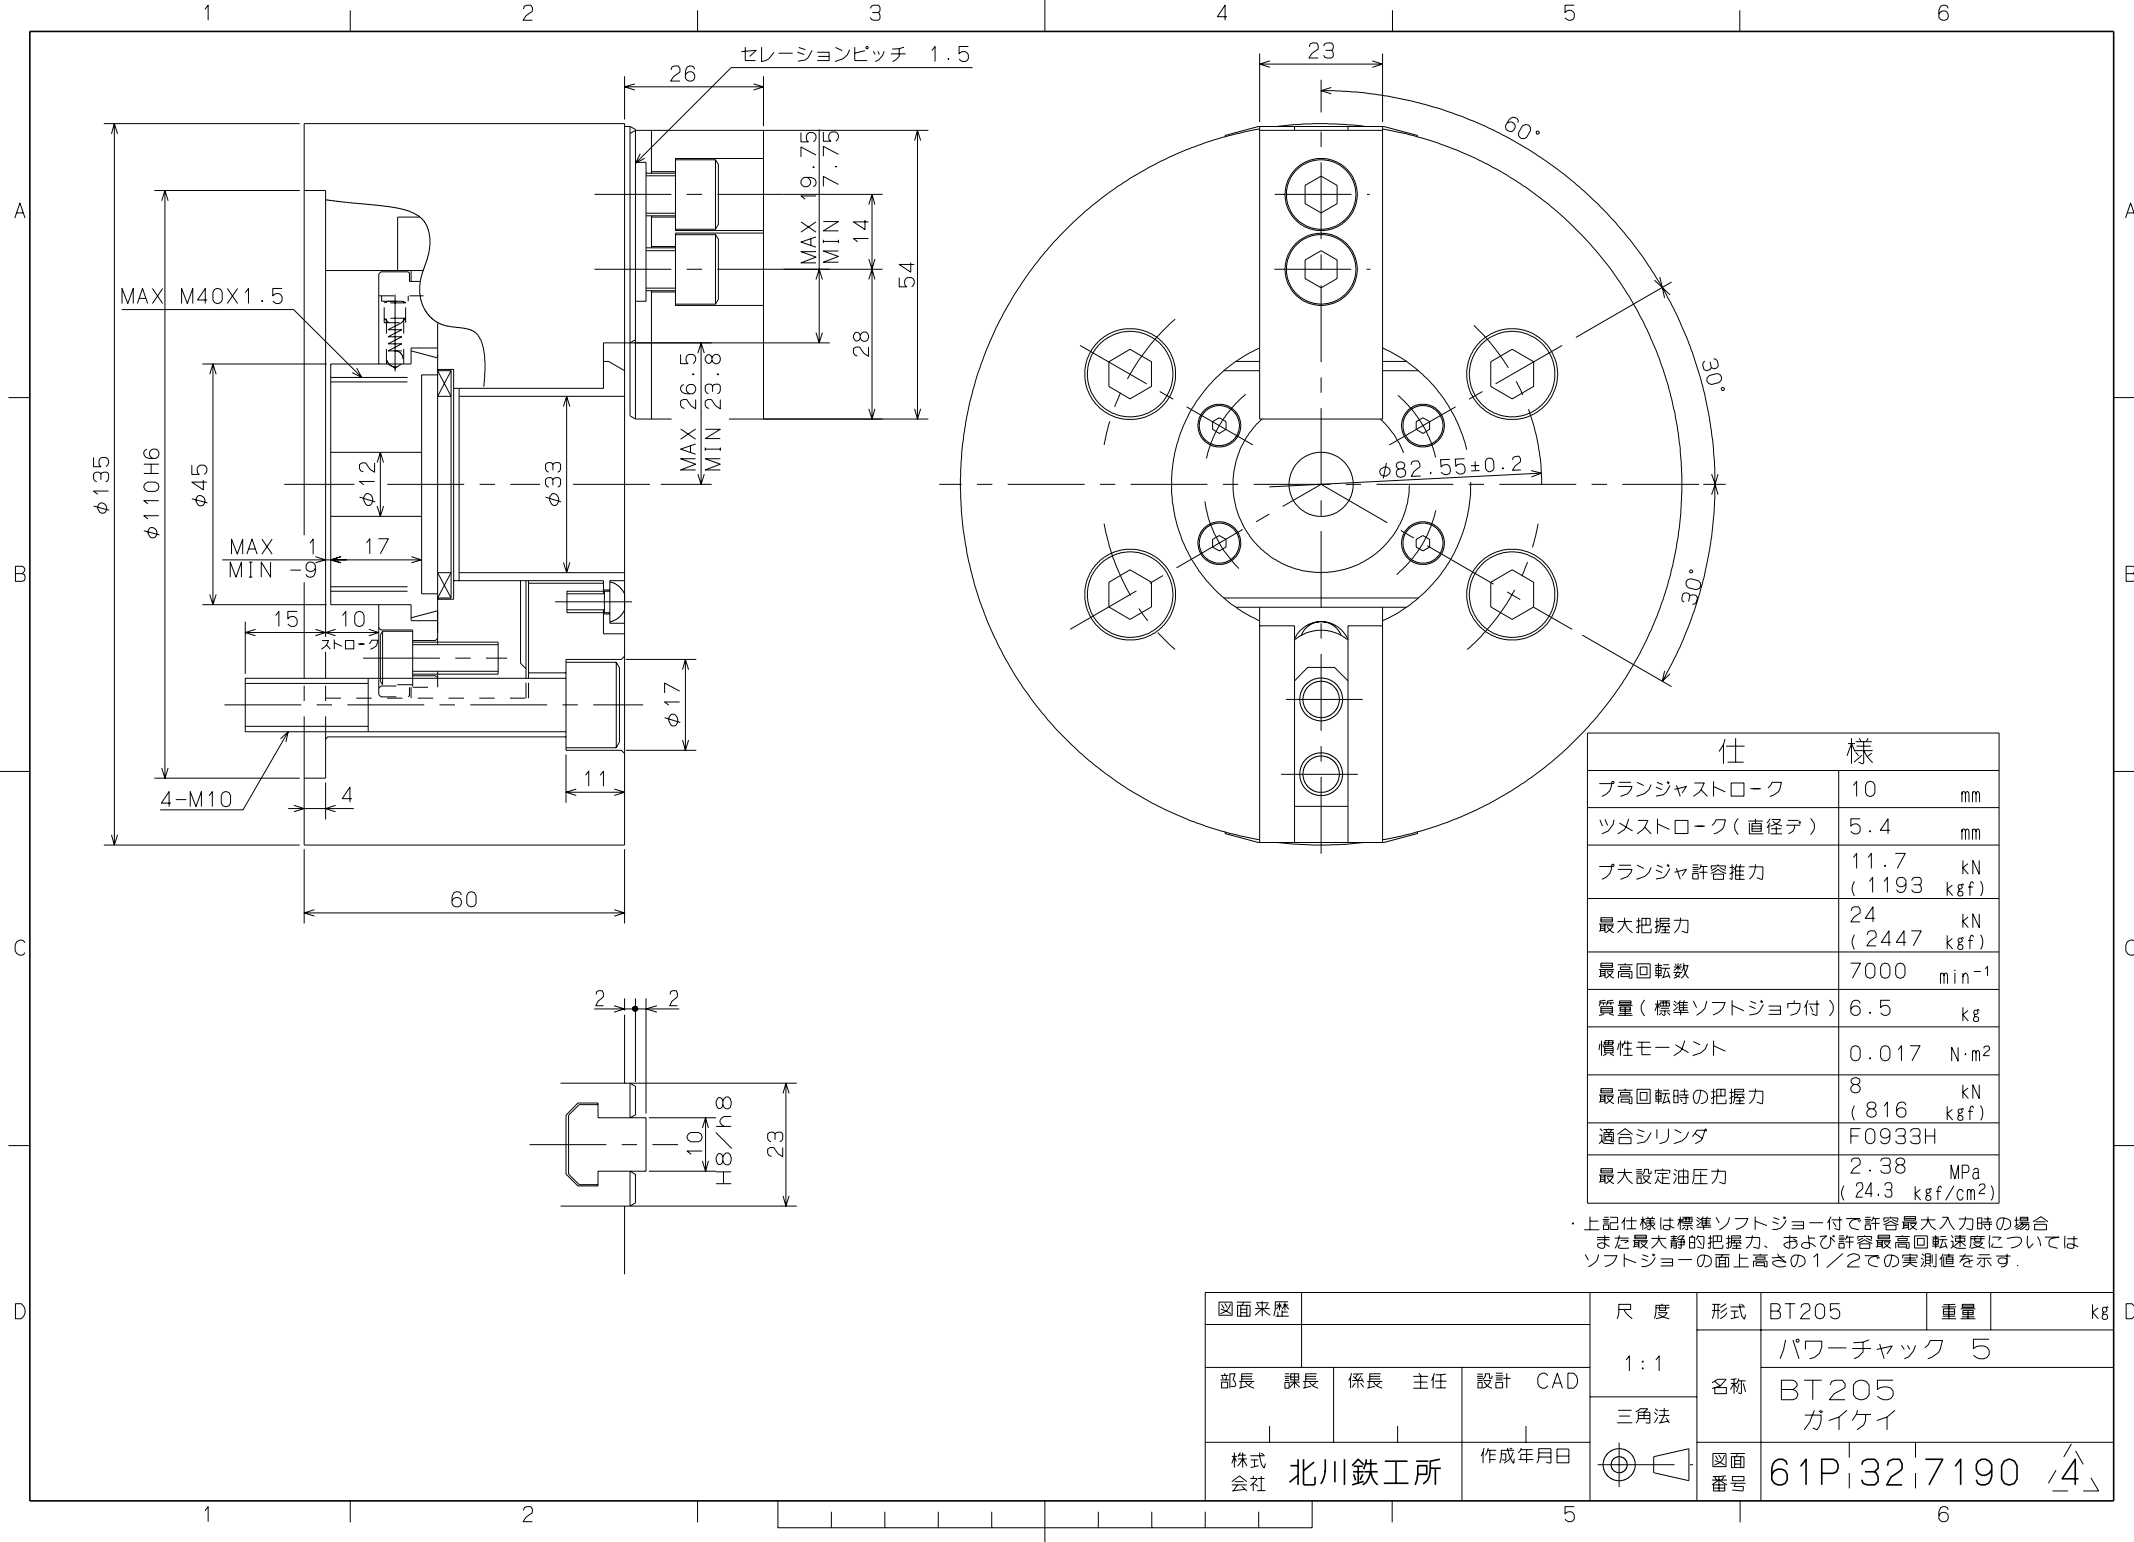 1 2 3 4 5 6
A
B
C
D
A
B
C
D
セレーションピッチ 1.5
26
MAX 19.75
MIN 7.75
14
54
28
MAX M40X1.5
MAX 26.5
MIN 23.8
φ135
φ110H6
φ45
φ12
φ33
MAX 1
MIN -9
17
15
10
ストローク
φ17
11
4-M10
4
60
2
2
10
H8/h8
23
23
60°
30°
φ82.55±0.2
30°
仕様
プランジャストローク 10 mm
ツメストローク(直径デ) 5.4 mm
プランジャ許容推力 11.7 kN
(1193 kgf)
最大把握力 24 kN
(2447 kgf)
最高回転数 7000 min⁻¹
質量(標準ソフトジョウ付) 6.5 kg
慣性モーメント 0.017 N·m²
最高回転時の把握力 8 kN
(816 kgf)
適合シリンダ F0933H
最大設定油圧力 2.38 MPa
(24.3 kgf/cm²)
・上記仕様は標準ソフトジョー付で許容最大入力時の場合
また最大静的把握力、および許容最高回転速度については
ソフトジョーの面上高さの1/2での実測値を示す.
図面来歴
部長 課長 係長 主任 設計 CAD
株式
会社 北川鉄工所
作成年月日
尺度
1:1
三角法
形式 BT205 重量 kg
名称
パワーチャック 5
BT205
ガイケイ
図面
番号 61P 32 7190 4
1 2 5 6